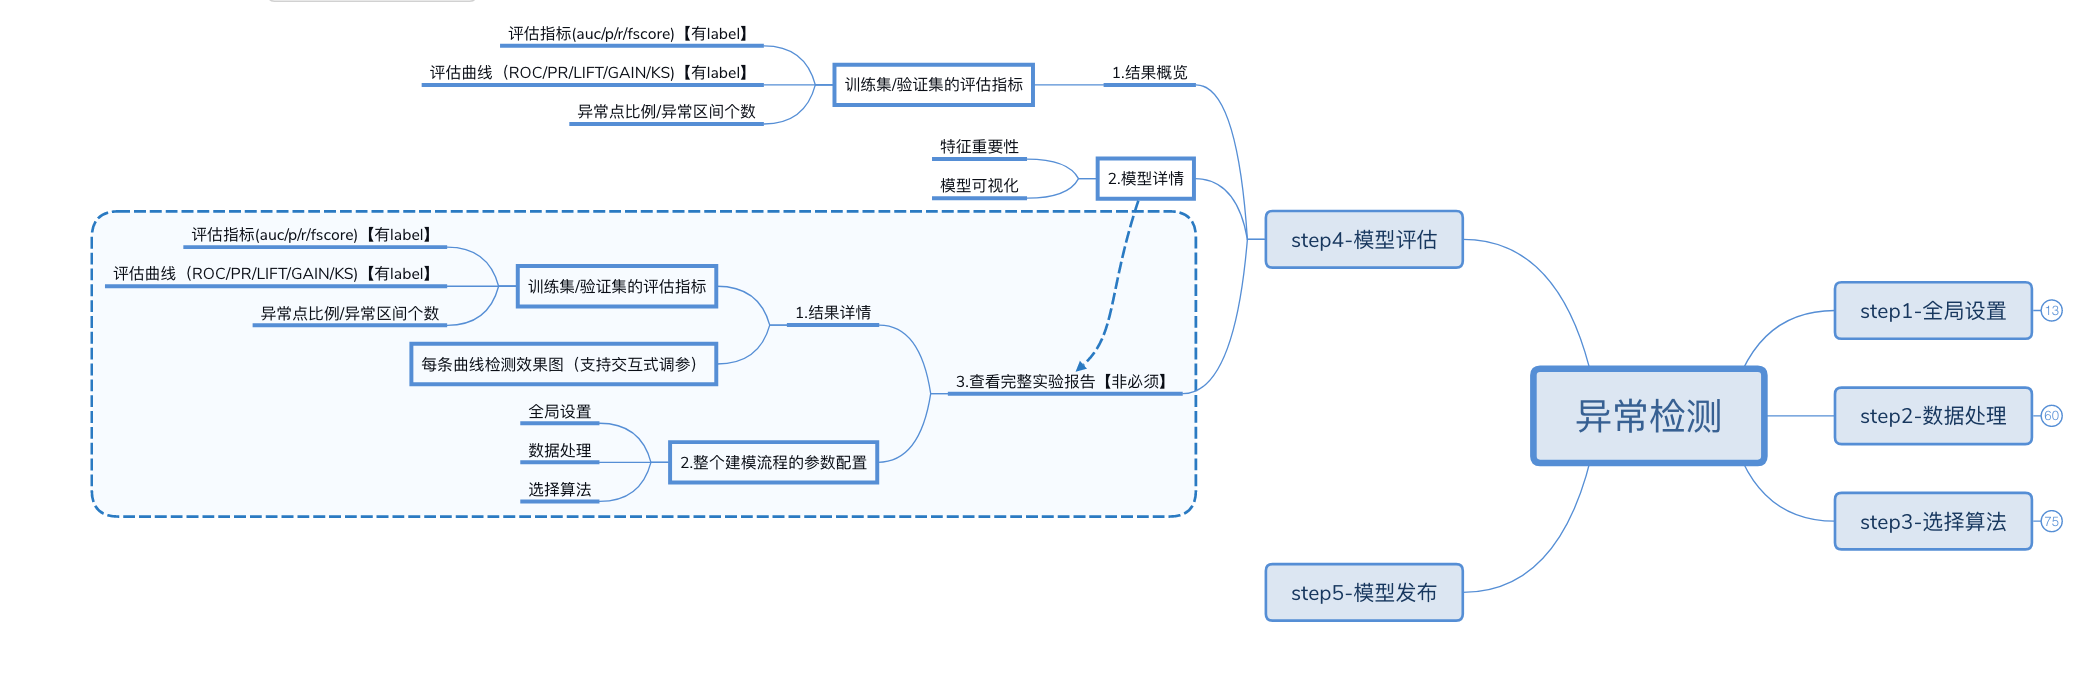 评估指标(auc/p/r/fscore)【有label】
评估曲线（ROC/PR/LIFT/GAIN/KS)【有label】
异常点比例/异常区间个数
训练集/验证集的评估指标
1.结果概览
特征重要性
模型可视化
2.模型详情
评估指标(auc/p/r/fscore)【有label】
评估曲线（ROC/PR/LIFT/GAIN/KS)【有label】
异常点比例/异常区间个数
训练集/验证集的评估指标
每条曲线检测效果图（支持交互式调参）
1.结果详情
全局设置
数据处理
选择算法
2.整个建模流程的参数配置
3.查看完整实验报告【非必须】
step4-模型评估
step5-模型发布
异常检测
step1-全局设置
13
step2-数据处理
60
step3-选择算法
75